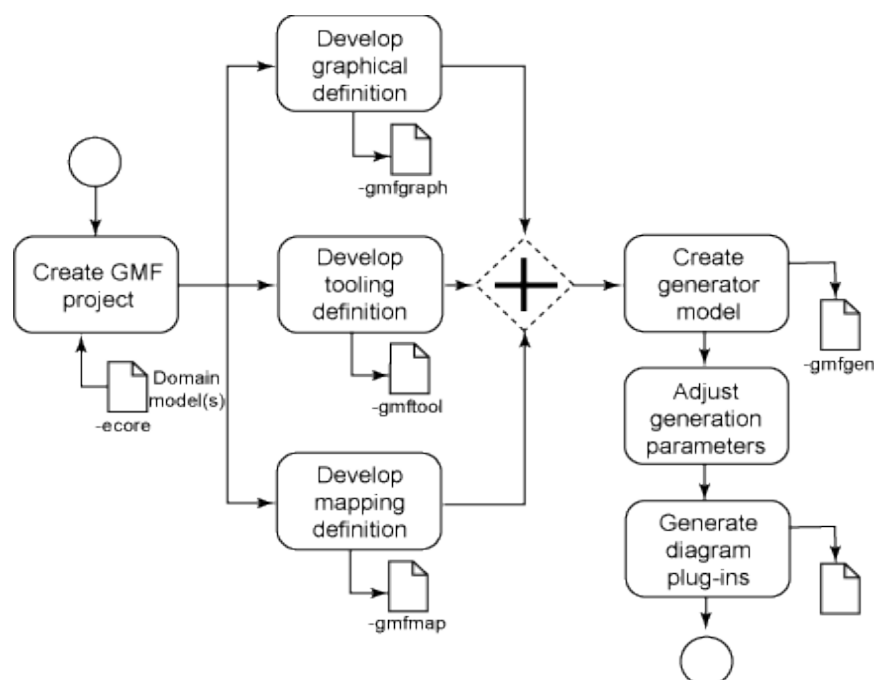 Develop
graphical
definition
-gmfgraph
Create GMF
project
Domain
model(s)
-ecore
Develop
tooling
definition
-gmftool
Develop
mapping
definition
-gmfmap
Create
generator
model
-gmfgen
Adjust
generation
parameters
Generate
diagram
plug-ins